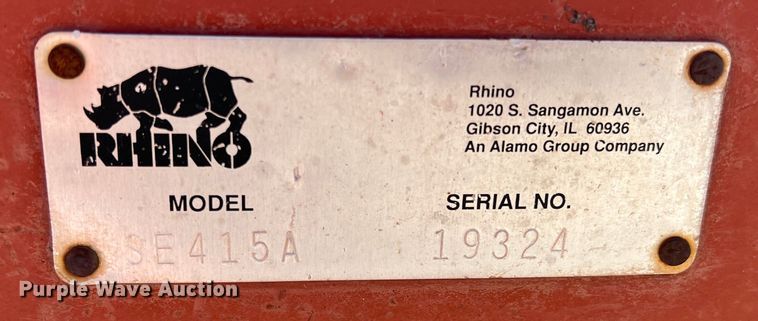 RHINO
Rhino
1020 S. Sangamon Ave.
Gibson City, IL 60936
An Alamo Group Company
MODEL
SERIAL NO.
SE415A
19324
Purple Wave Auction